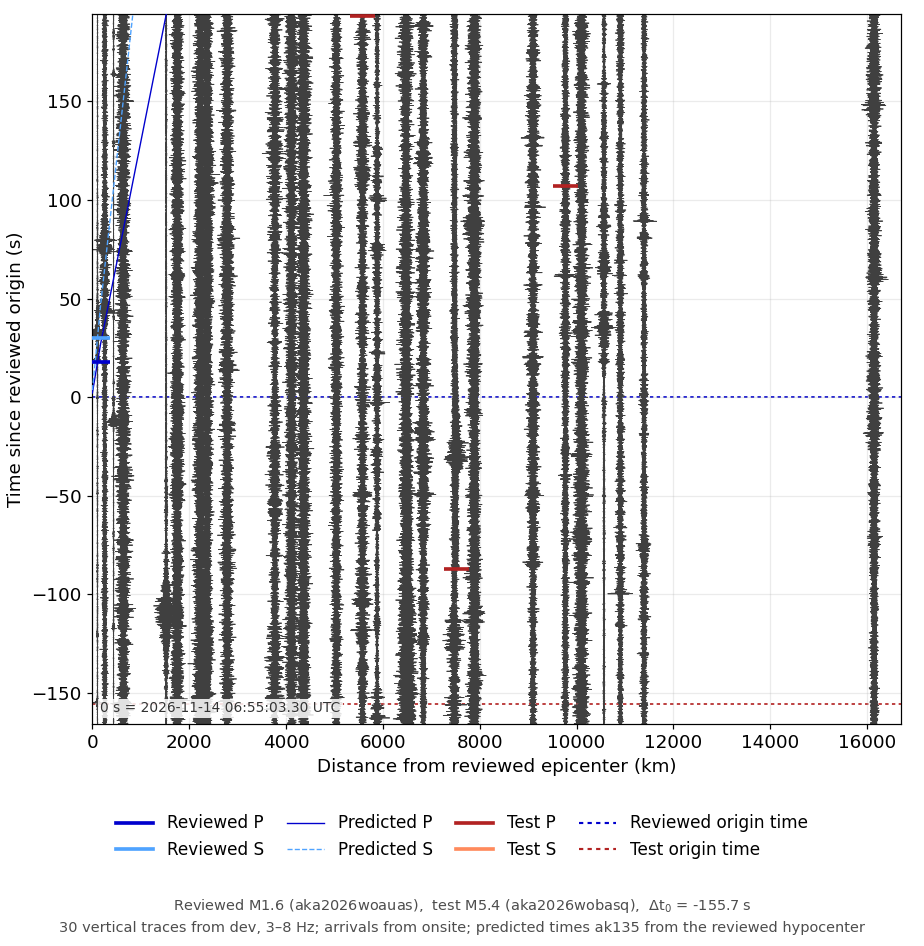 Time since reviewed origin (s)
150
100
50
0
−50
−100
−150
0 s = 2026-11-14 06:55:03.30 UTC
0 2000 4000 6000 8000 10000 12000 14000 16000
Distance from reviewed epicenter (km)
Reviewed P Predicted P Test P Reviewed origin time
Reviewed S Predicted S Test S Test origin time
Reviewed M1.6 (aka2026woauas), test M5.4 (aka2026wobasq), Δt₀ = -155.7 s
30 vertical traces from dev, 3–8 Hz; arrivals from onsite; predicted times ak135 from the reviewed hypocenter